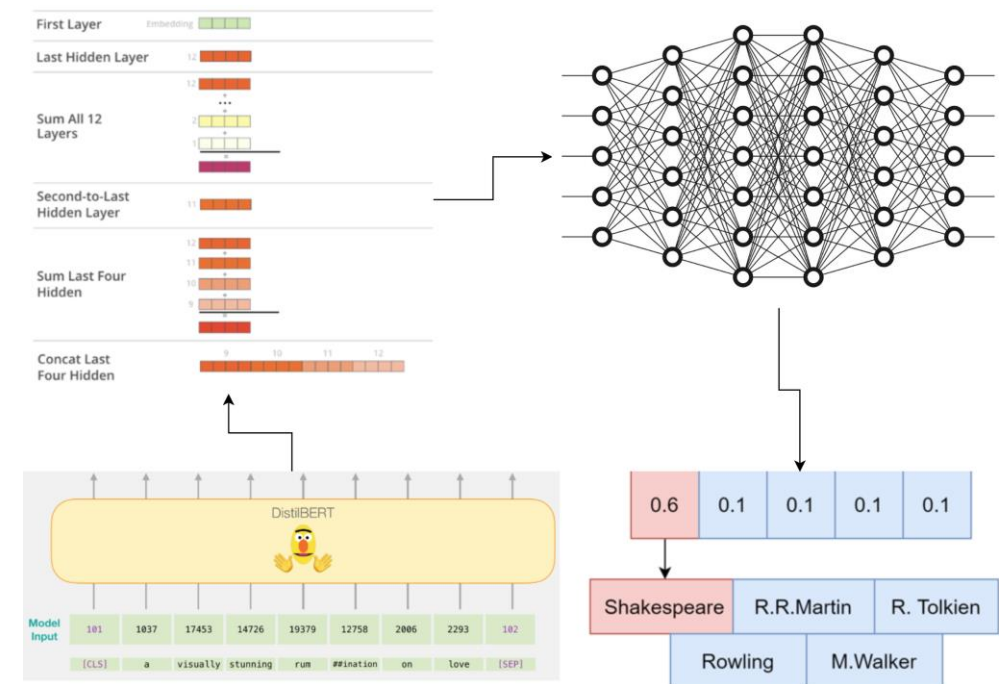 First Layer Embedding
Last Hidden Layer 12
12
...
Sum All 12
Layers
2
+
1
=
Second-to-Last
Hidden Layer
11
12
+
11
+
Sum Last Four
Hidden
10
+
9
=
9 10 11 12
Concat Last
Four Hidden
DistilBERT
Model
Input
101 1037 17453 14726 19379 12758 2006 2293 102
[CLS] a visually stunning rum ##ination on love [SEP]
0.6 0.1 0.1 0.1 0.1
Shakespeare R.R.Martin R. Tolkien
Rowling M.Walker